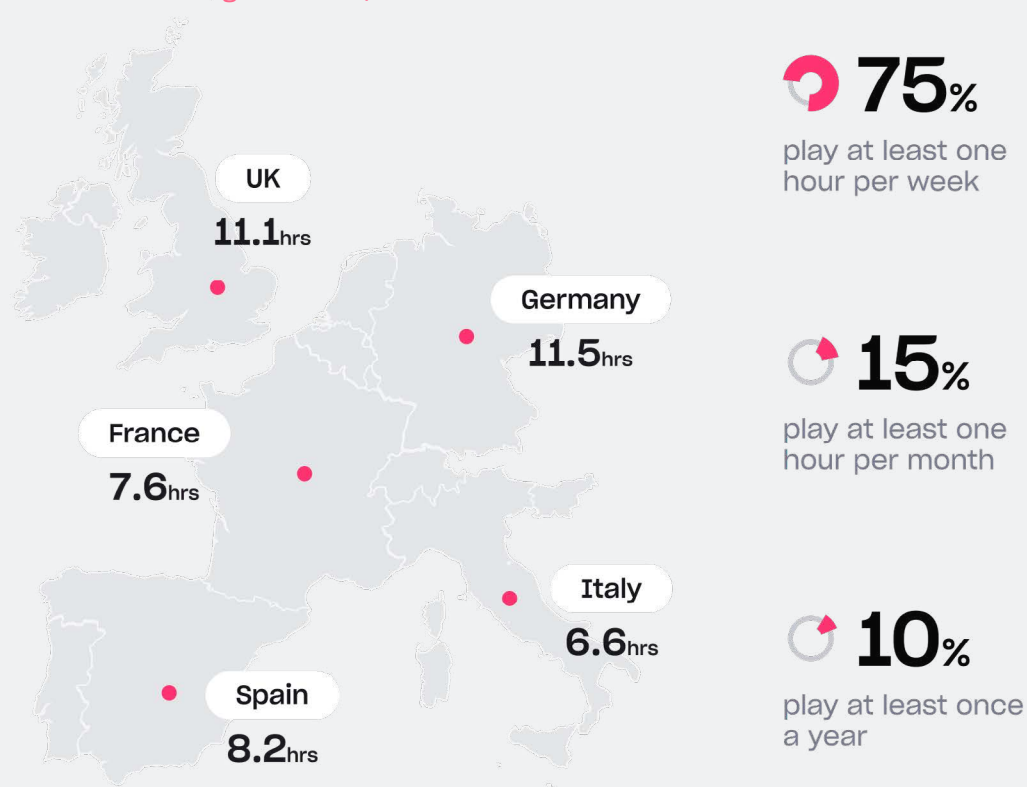 UK
11.1hrs
Germany
11.5hrs
France
7.6hrs
Italy
6.6hrs
Spain
8.2hrs
75%
play at least one
hour per week
15%
play at least one
hour per month
10%
play at least once
a year